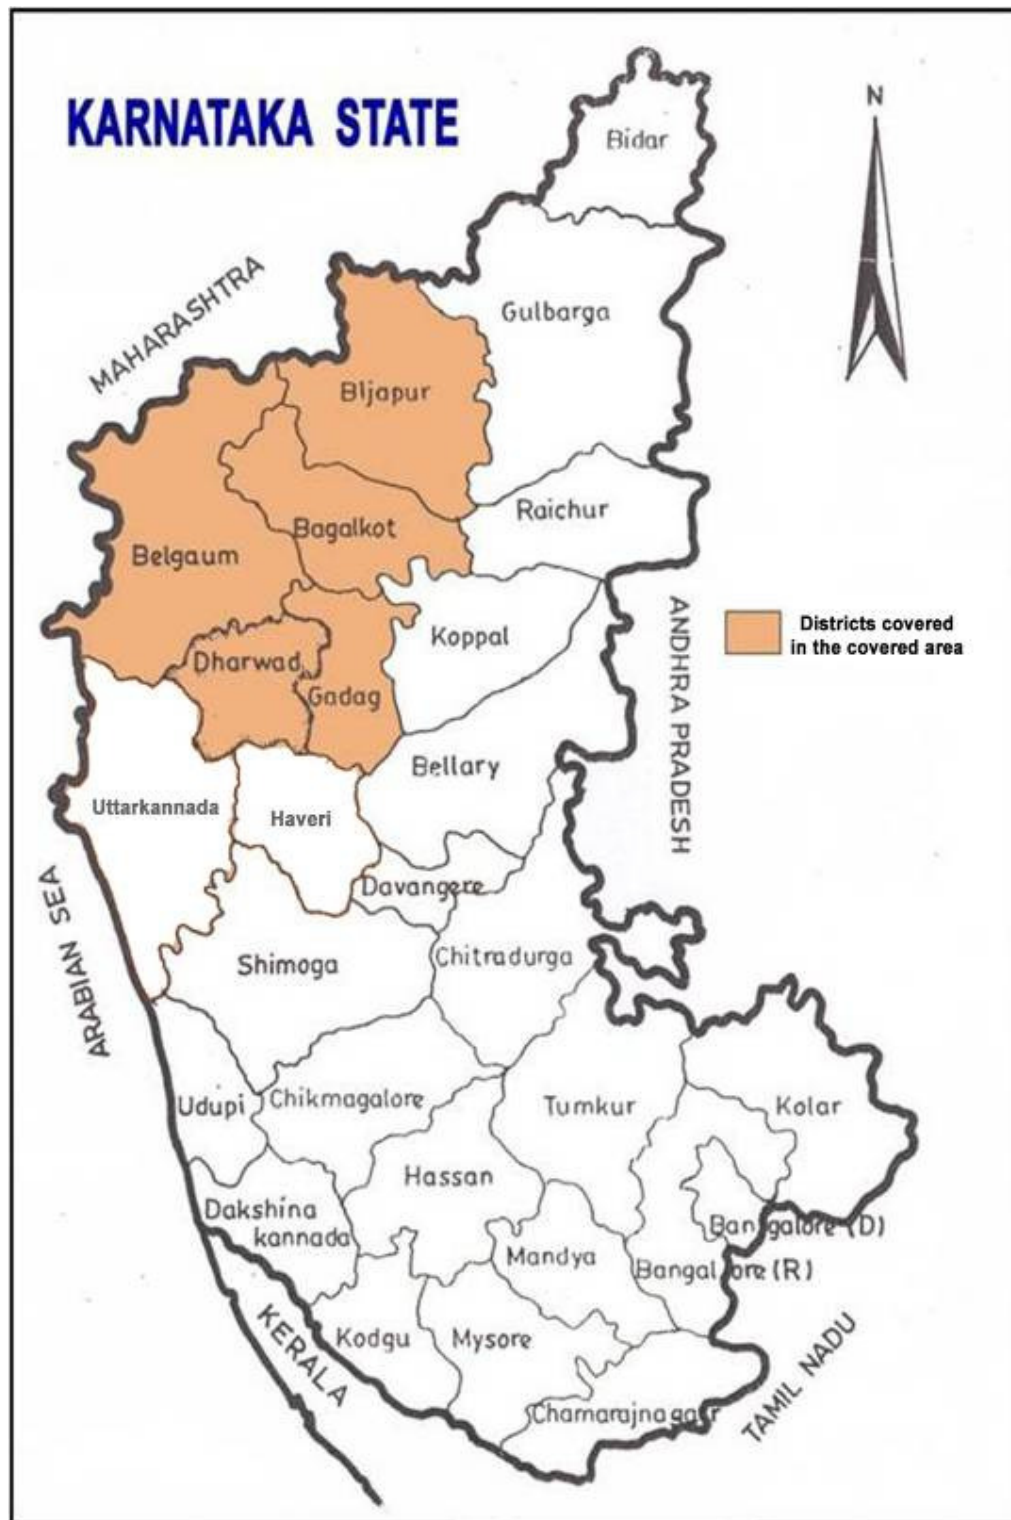 KARNATAKA STATE
N
Bidar
MAHARASHTRA
Gulbarga
Bljapur
Raichur
Bagalkot
Belgaum
ANDHRA PRADESH
Districts covered
in the covered area
Koppal
Dharwad
Gadag
Bellary
Uttarkannada
Haveri
Davangere
ARABIAN SEA
Chitradurga
Shimoga
Udupi
Chikmagalore
Tumkur
Kolar
Hassan
Dakshina
kannada
Bangalore (D)
Mandya
Bangalore (R)
KERALA
Kodgu
Mysore
TAMIL NADU
Chamarajnagar